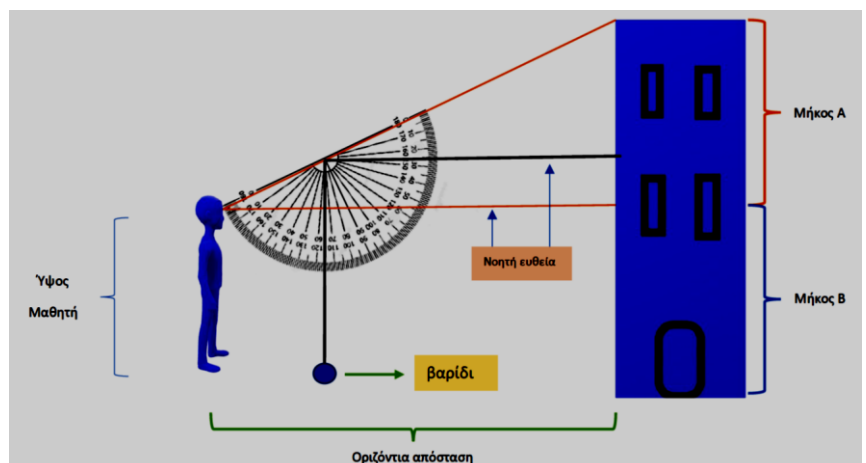 Μήκος Α
Νοητή ευθεία
Ύψος
Μαθητή
Μήκος Β
βαρίδι
Οριζόντια απόσταση